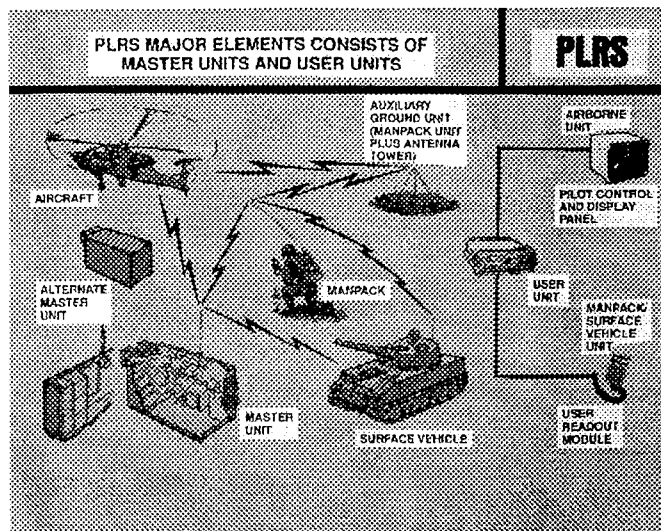 PLRS MAJOR ELEMENTS CONSISTS OF
MASTER UNITS AND USER UNITS
PLRS
AUXILIARY
GROUND UNIT
(MANPACK UNIT
PLUS ANTENNA
TOWER)
AIRBORNE
UNIT
AIRCRAFT
PILOT CONTROL
AND DISPLAY
PANEL
ALTERNATE
MASTER
UNIT
MANPACK
USER
UNIT
MANPACK/
SURFACE
VEHICLE
UNIT
MASTER
UNIT
SURFACE VEHICLE
USER
READOUT
MODULE